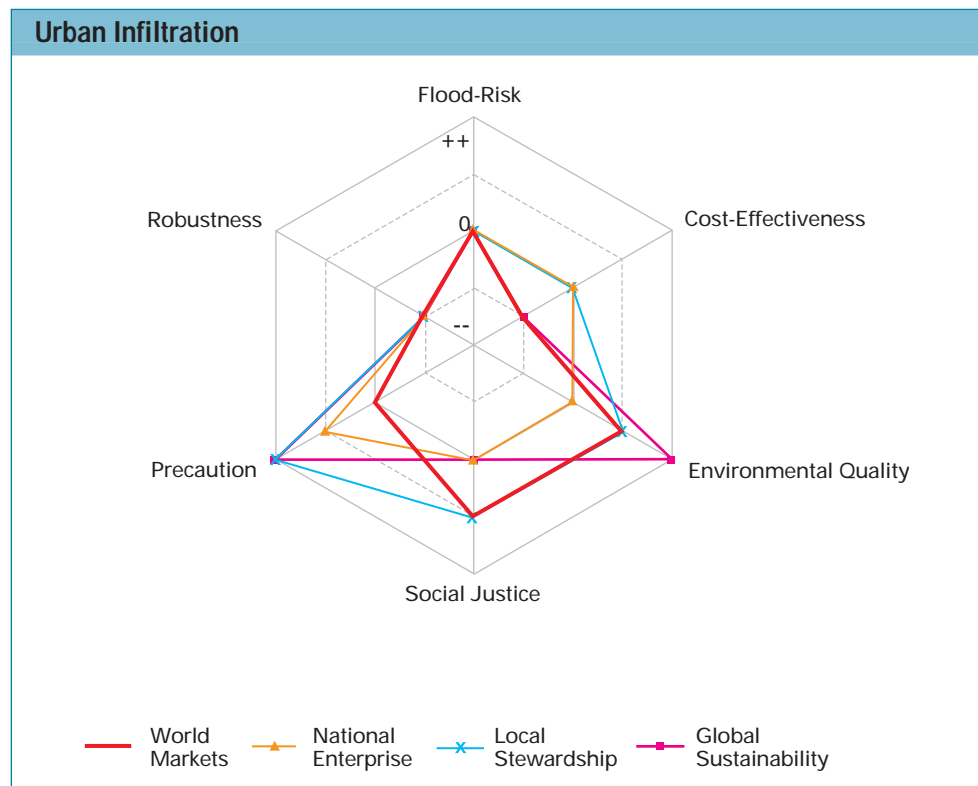 Urban Infiltration
Flood-Risk
++
Robustness
Cost-Effectiveness
0
--
Precaution
Environmental Quality
Social Justice
World
Markets
National
Enterprise
Local
Stewardship
Global
Sustainability